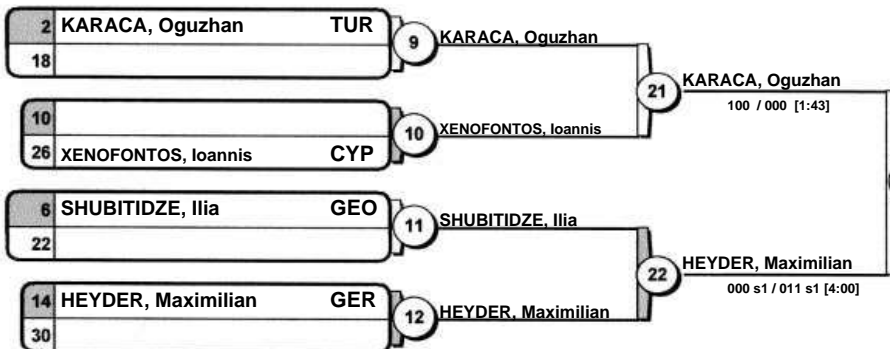 2 KARACA, Oguzhan TUR
18
9 KARACA, Oguzhan
21 KARACA, Oguzhan
100 / 000 [1:43]
10
26 XENOFONTOS, Ioannis CYP
10 XENOFONTOS, Ioannis
6 SHUBITIDZE, Ilia GEO
22
11 SHUBITIDZE, Ilia
22 HEYDER, Maximilian
000 s1 / 011 s1 [4:00]
14 HEYDER, Maximilian GER
30
12 HEYDER, Maximilian